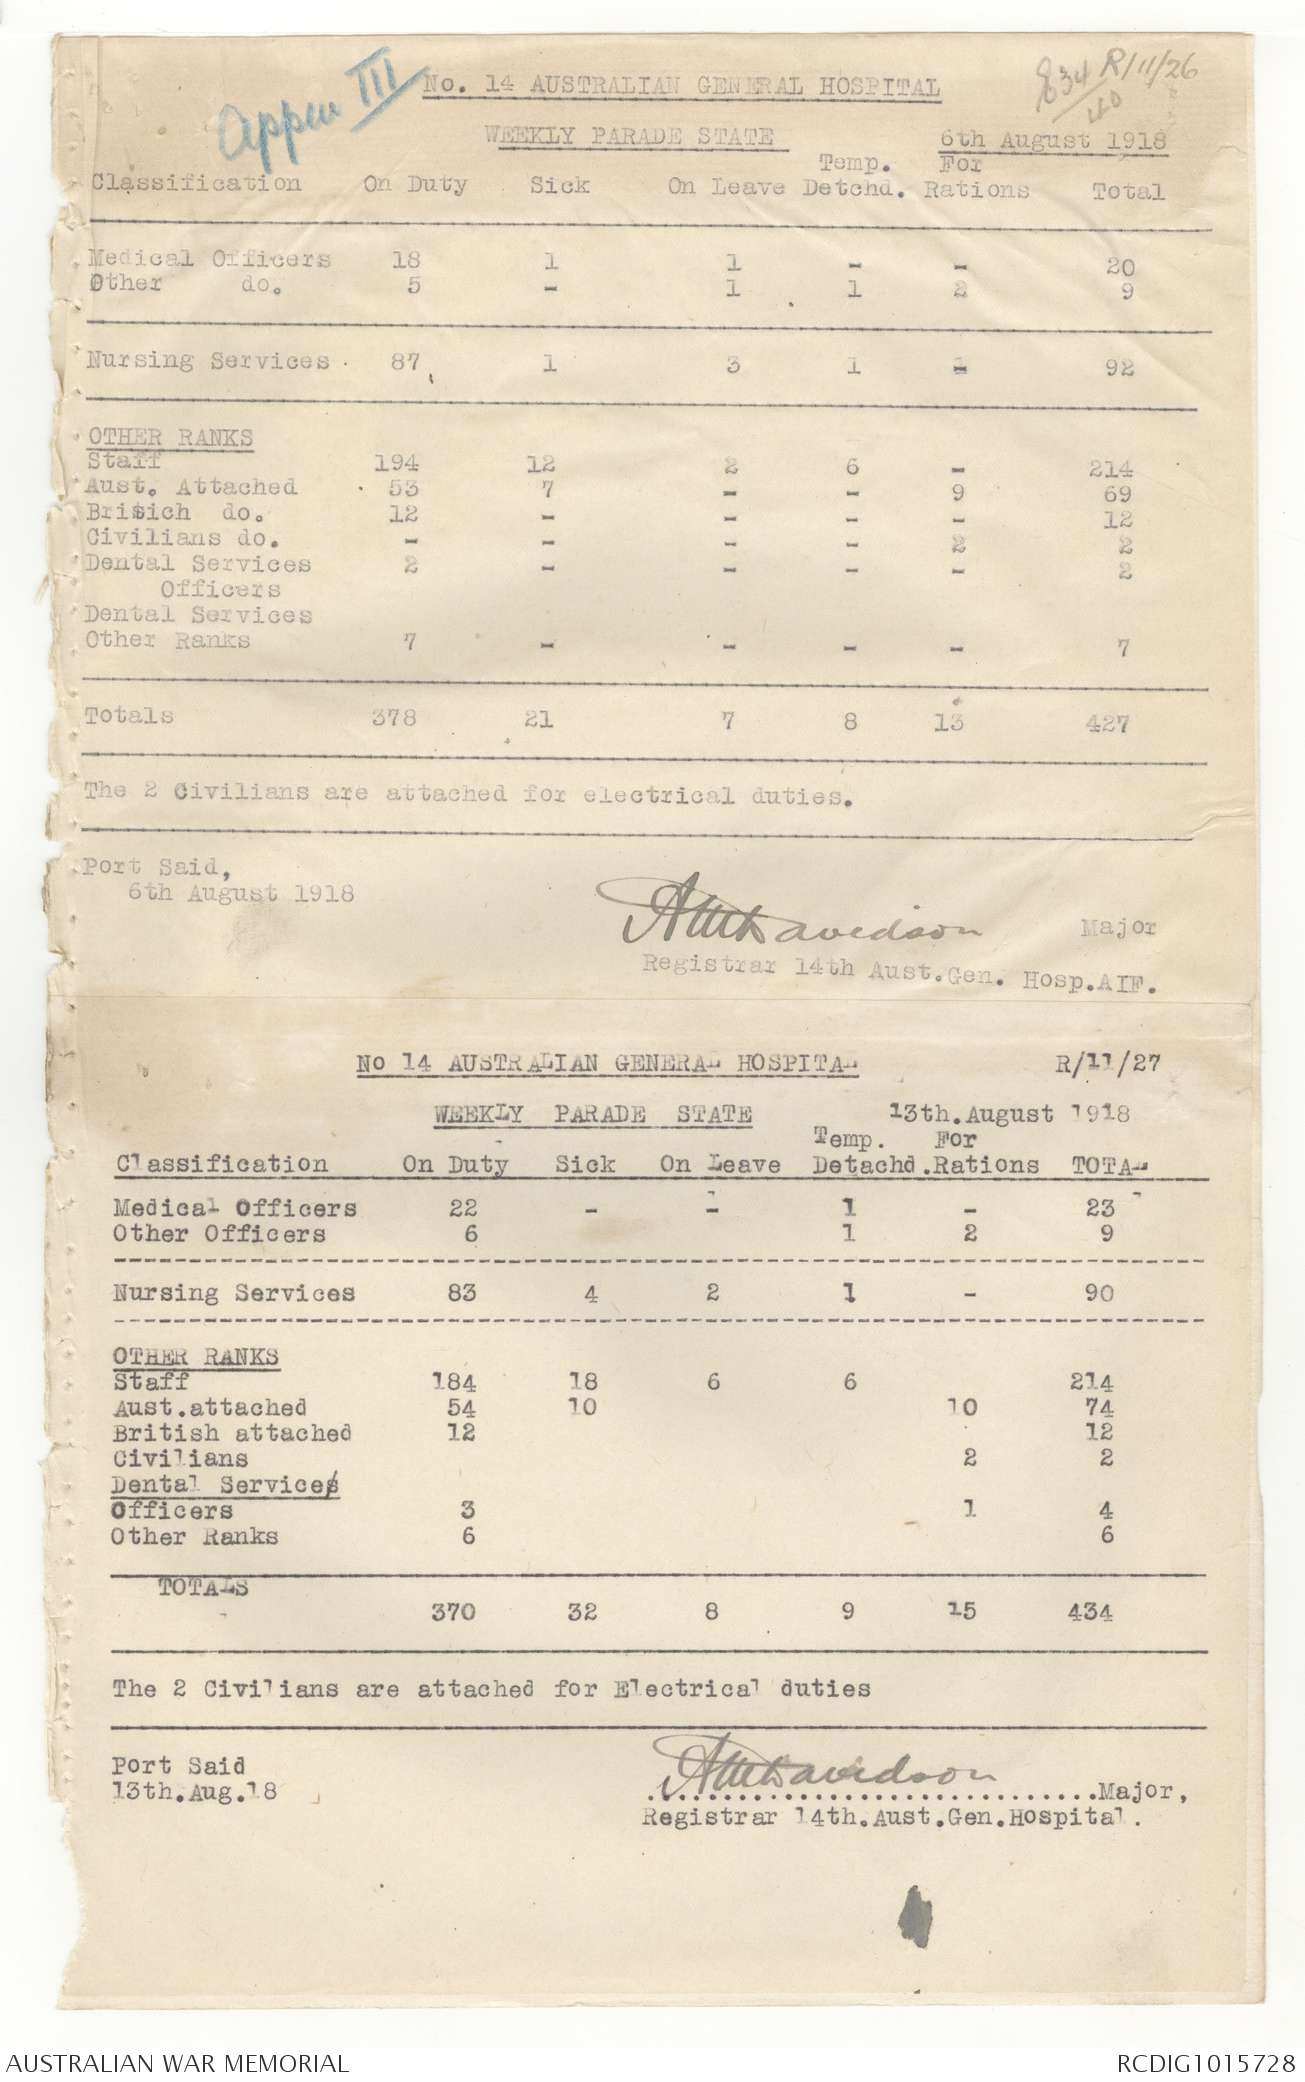 Appen III
834 R/11/26
No. 14 AUSTRALIAN GENERAL HOSPITAL
WEEKLY PARADE STATE 6th August 1918
Temp. For
Classification On Duty Sick On Leave Detchd. Rations Total
Medical Officers 18 1 1 - - 20
Other do. 5 - 1 1 2 9
Nursing Services 87 1 3 1 - 92
OTHER RANKS
Staff 194 12 2 6 - 214
Aust. Attached 53 7 - - 9 69
Brisich do. 12 - - - - 12
Civilians do. - - - - 2 2
Dental Services 2 - - - - 2
Officers
Dental Services
Other Ranks 7 - - - - 7
Totals 378 21 7 8 13 427
The 2 Civilians are attached for electrical duties.
Port Said,
6th August 1918
Davidson Major
Registrar 14th Aust.Gen. Hosp.AIF.
No 14 AUSTRALIAN GENERAL HOSPITAL R/11/27
WEEKLY PARADE STATE 13th.August 1918
Temp. For
Classification On Duty Sick On Leave Detachd.Rations TOTAL
Medical Officers 22 - - 1 - 23
Other Officers 6 1 2 9
Nursing Services 83 4 2 1 - 90
OTHER RANKS
Staff 184 18 6 6 214
Aust.attached 54 10 10 74
British attached 12 12
Civilians 2 2
Dental Services
Officers 3 1 4
Other Ranks 6 6
TOTALS
370 32 8 9 15 434
The 2 Civilians are attached for Electrical duties
Port Said
13th.Aug.18
Davidson Major,
Registrar 14th.Aust.Gen.Hospital.
AUSTRALIAN WAR MEMORIAL RCDIG1015728